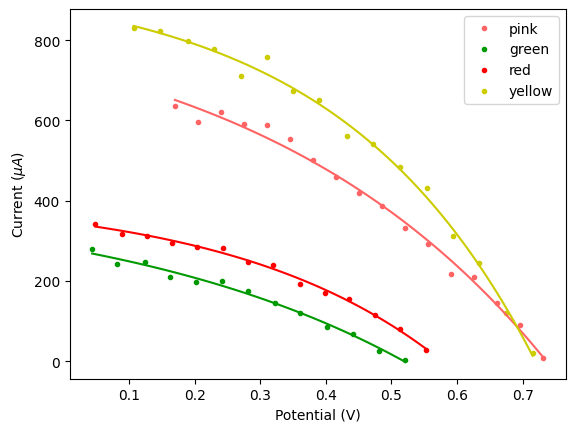 pink
green
red
yellow
800
600
400
200
0
Current (μA)
0.1 0.2 0.3 0.4 0.5 0.6 0.7
Potential (V)